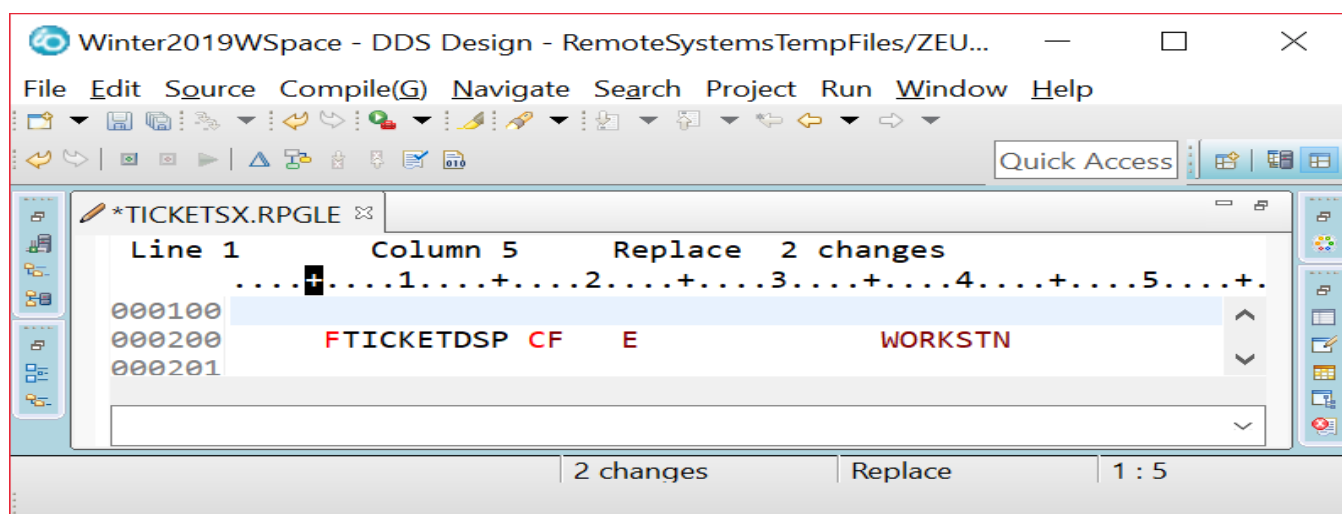 Winter2019WSpace - DDS Design - RemoteSystemsTempFiles/ZEU...
File Edit Source Compile(G) Navigate Search Project Run Window Help
010
Quick Access
*TICKETSX.RPGLE
Line 1 Column 5 Replace 2 changes
....+....1....+....2....+....3....+....4....+....5....+.
000100
000200 FTICKETDSP CF E WORKSTN
000201
2 changes Replace 1 : 5